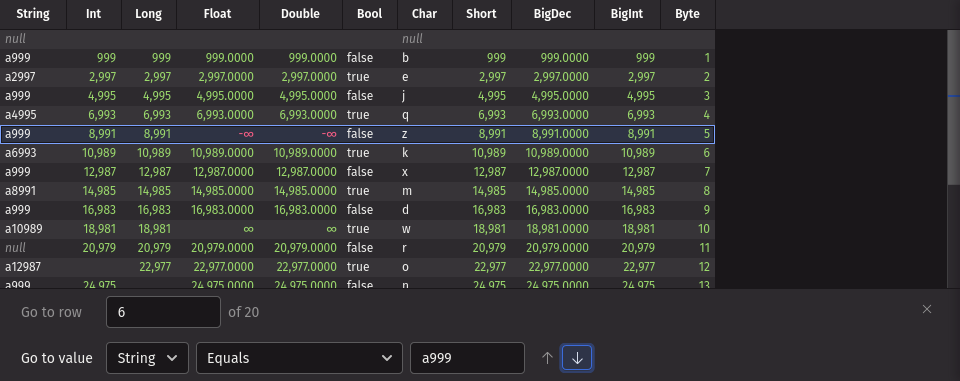 String Int Long Float Double Bool Char Short BigDec BigInt Byte
null null
a999 999 999 999.0000 999.0000 false b 999 999.0000 999 1
a2997 2,997 2,997 2,997.0000 2,997.0000 true e 2,997 2,997.0000 2,997 2
a999 4,995 4,995 4,995.0000 4,995.0000 false j 4,995 4,995.0000 4,995 3
a4995 6,993 6,993 6,993.0000 6,993.0000 true q 6,993 6,993.0000 6,993 4
a999 8,991 8,991 -∞ -∞ false z 8,991 8,991.0000 8,991 5
a6993 10,989 10,989 10,989.0000 10,989.0000 true k 10,989 10,989.0000 10,989 6
a999 12,987 12,987 12,987.0000 12,987.0000 false x 12,987 12,987.0000 12,987 7
a8991 14,985 14,985 14,985.0000 14,985.0000 true m 14,985 14,985.0000 14,985 8
a999 16,983 16,983 16,983.0000 16,983.0000 false d 16,983 16,983.0000 16,983 9
a10989 18,981 18,981 ∞ ∞ true w 18,981 18,981.0000 18,981 10
null 20,979 20,979 20,979.0000 20,979.0000 false r 20,979 20,979.0000 20,979 11
a12987 22,977 22,977.0000 22,977.0000 true o 22,977 22,977.0000 22,977 12
a999 24,975 24,975.0000 24,975.0000 false n 24,975 24,975.0000 24,975 13
Go to row 6 of 20
Go to value String Equals a999